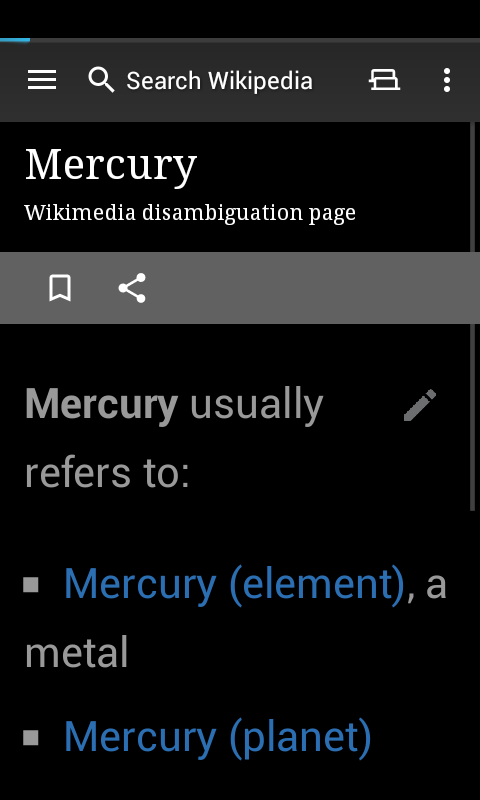 Search Wikipedia
Mercury
Wikimedia disambiguation page
Mercury usually
refers to:
Mercury (element), a
metal
Mercury (planet)